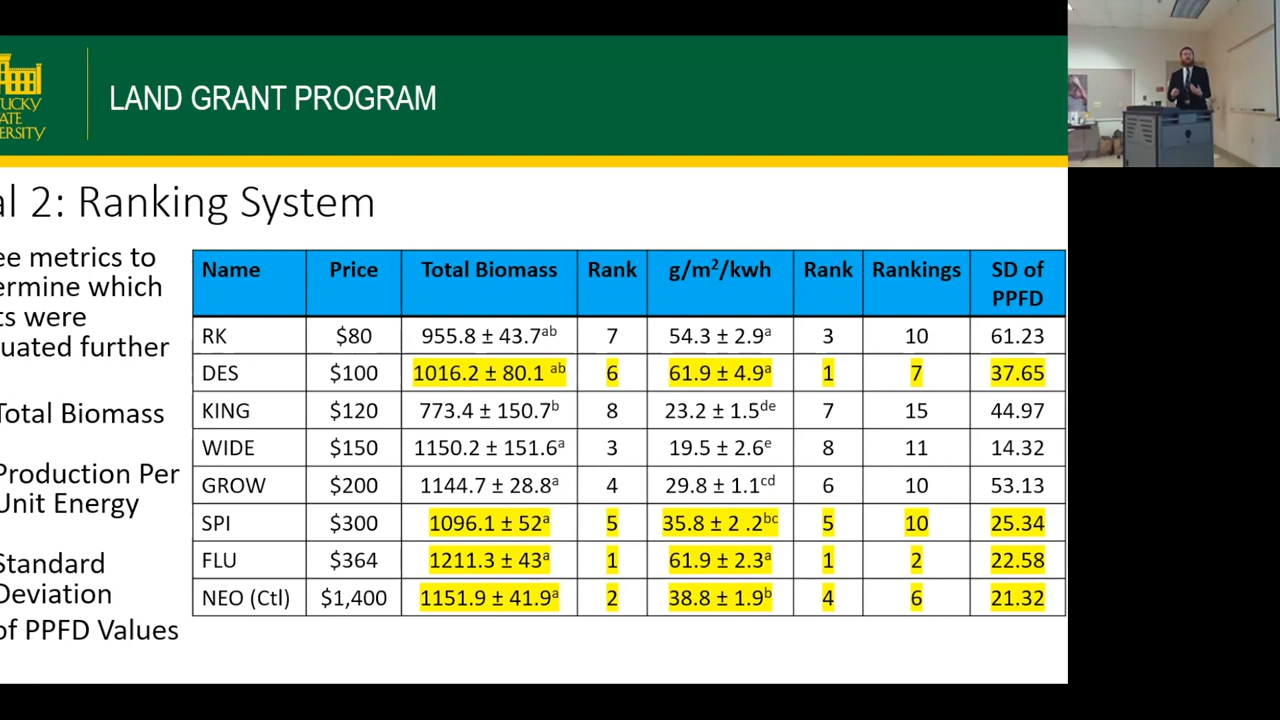 LAND GRANT PROGRAM
2: Ranking System
metrics to
which
were
further
Total Biomass
Production Per
Unit Energy
Standard
Deviation
of PPFD Values
Name Price Total Biomass Rank g/m²/kwh Rank Rankings SD of PPFD
RK $80 955.8 ± 43.7ᵃᵇ 7 54.3 ± 2.9ᵃ 3 10 61.23
DES $100 1016.2 ± 80.1 ᵃᵇ 6 61.9 ± 4.9ᵃ 1 7 37.65
KING $120 773.4 ± 150.7ᵇ 8 23.2 ± 1.5ᵈᵉ 7 15 44.97
WIDE $150 1150.2 ± 151.6ᵃ 3 19.5 ± 2.6ᵉ 8 11 14.32
GROW $200 1144.7 ± 28.8ᵃ 4 29.8 ± 1.1ᶜᵈ 6 10 53.13
SPI $300 1096.1 ± 52ᵃ 5 35.8 ± 2 .2ᵇᶜ 5 10 25.34
FLU $364 1211.3 ± 43ᵃ 1 61.9 ± 2.3ᵃ 1 2 22.58
NEO (Ctl) $1,400 1151.9 ± 41.9ᵃ 2 38.8 ± 1.9ᵇ 4 6 21.32